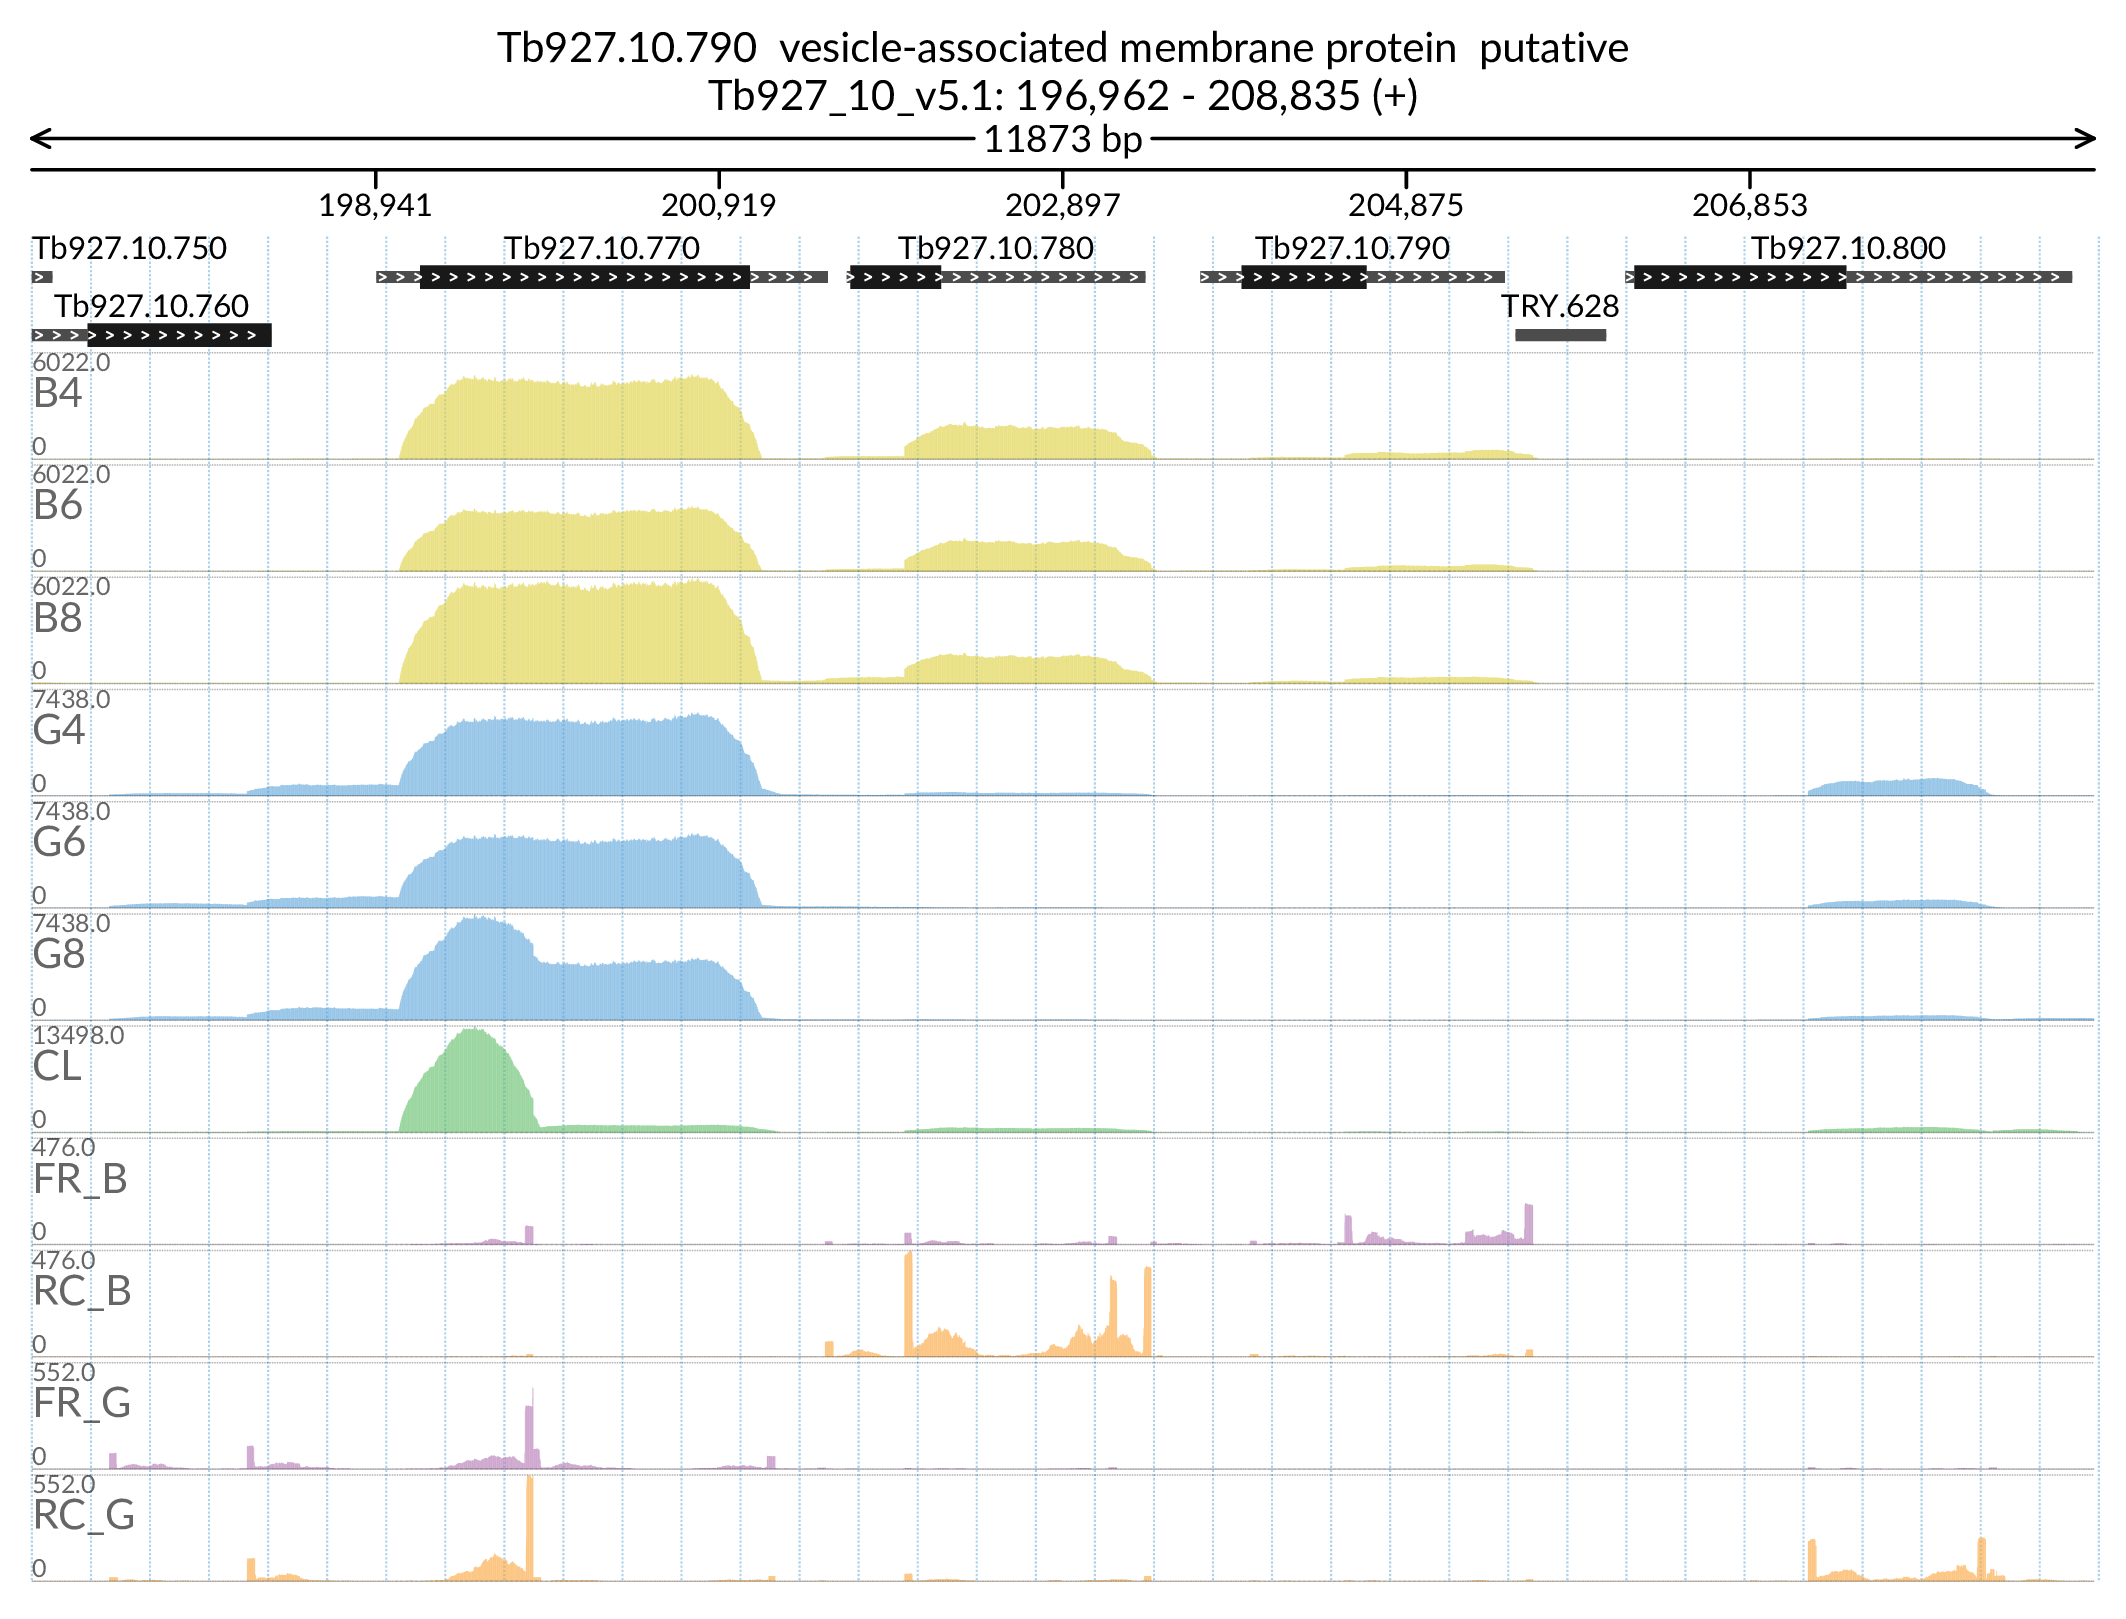 Tb927.10.790  vesicle-associated membrane protein  putative
Tb927_10_v5.1: 196,962 - 208,835 (+)
11873 bp
198,941 200,919 202,897 204,875 206,853
Tb927.10.750 Tb927.10.770 Tb927.10.780 Tb927.10.790 Tb927.10.800
Tb927.10.760 TRY.628
6022.0
B4
0
6022.0
B6
0
6022.0
B8
0
7438.0
G4
0
7438.0
G6
0
7438.0
G8
0
13498.0
CL
0
476.0
FR_B
0
476.0
RC_B
0
552.0
FR_G
0
552.0
RC_G
0